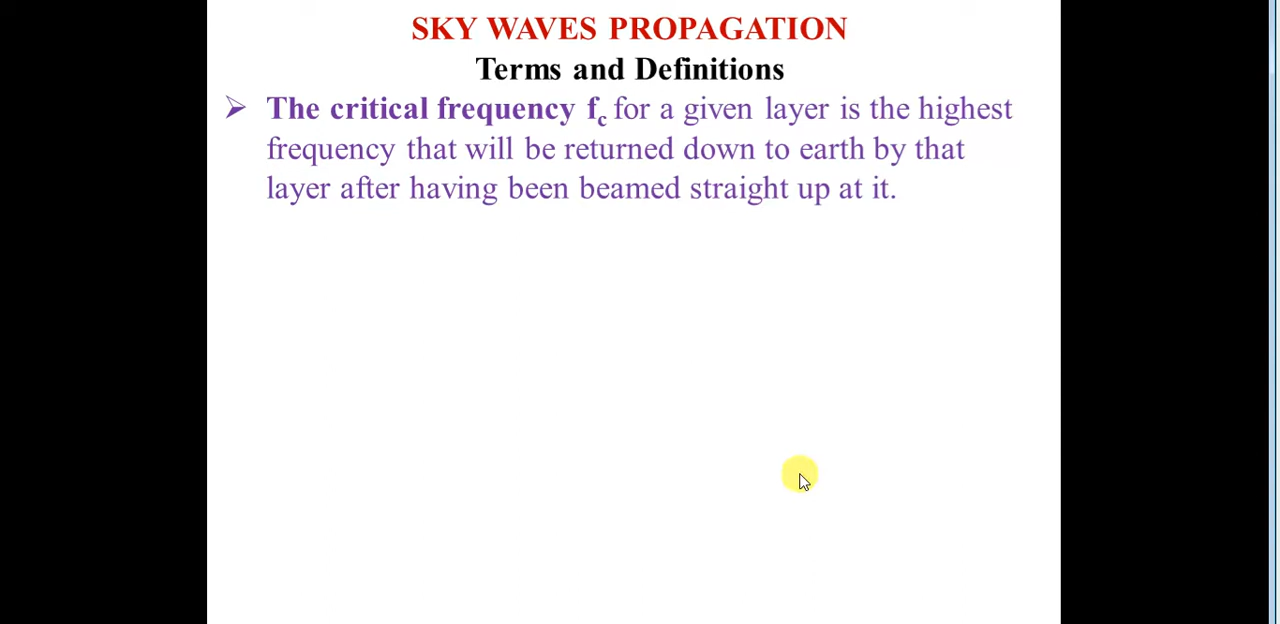 SKY WAVES PROPAGATION
Terms and Definitions
➢ The critical frequency fc for a given layer is the highest
frequency that will be returned down to earth by that
layer after having been beamed straight up at it.